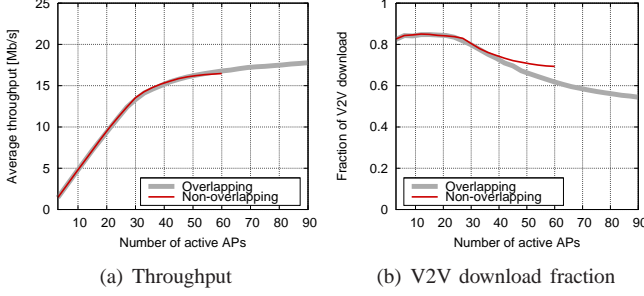 25
20
15
10
5
0
Average throughput [Mb/s]
Overlapping
Non-overlapping
10 20 30 40 50 60 70 80 90
Number of active APs
(a) Throughput
1
0.8
0.6
0.4
0.2
0
Fraction of V2V download
Overlapping
Non-overlapping
10 20 30 40 50 60 70 80 90
Number of active APs
(b) V2V download fraction